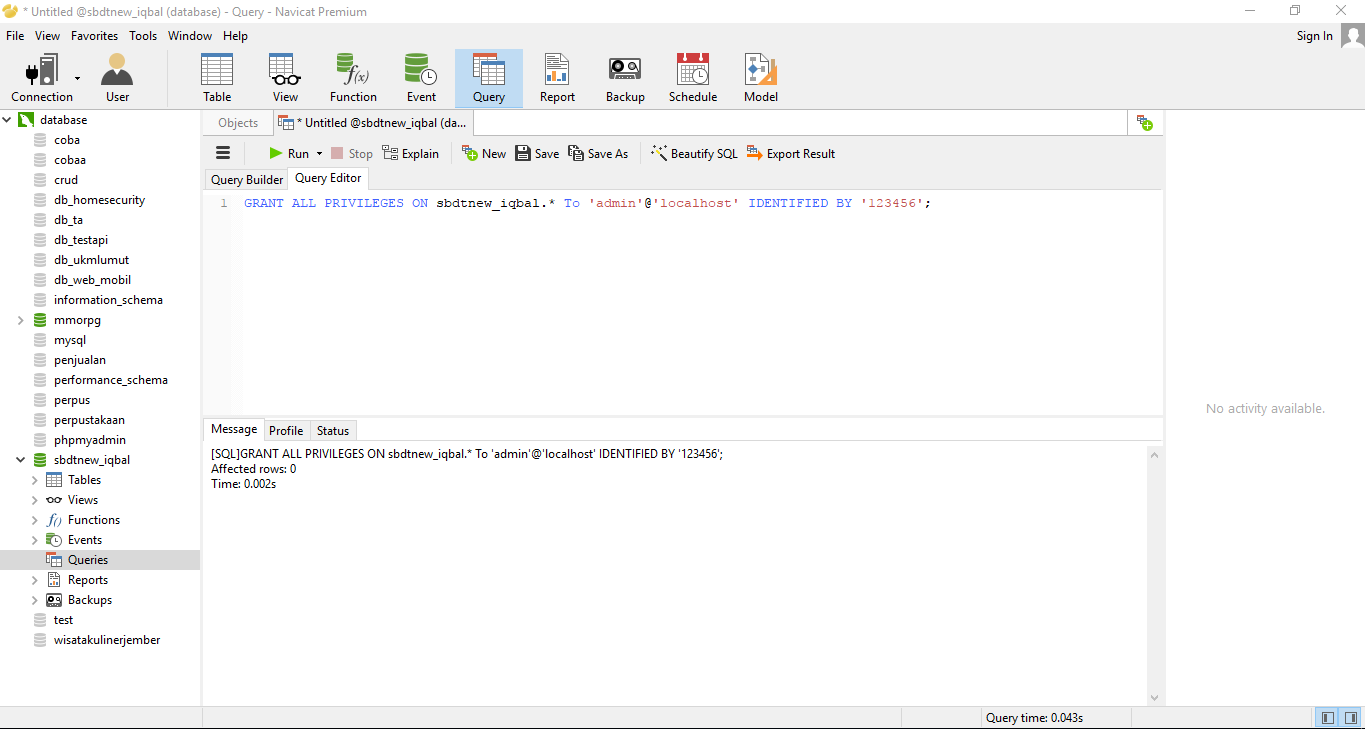 * Untitled @sbdtnew_iqbal (database) - Query - Navicat Premium
File View Favorites Tools Window Help
Sign In
Connection User Table View Function Event Query Report Backup Schedule Model
database
coba
cobaa
crud
db_homesecurity
db_ta
db_testapi
db_ukmlumut
db_web_mobil
information_schema
mmorpg
mysql
penjualan
performance_schema
perpus
perpustakaan
phpmyadmin
sbdtnew_iqbal
Tables
Views
Functions
Events
Queries
Reports
Backups
test
wisatakulinerjember
Objects * Untitled @sbdtnew_iqbal (da...
Run Stop Explain New Save Save As Beautify SQL Export Result
Query Builder Query Editor
1 GRANT ALL PRIVILEGES ON sbdtnew_iqbal.* To 'admin'@'localhost' IDENTIFIED BY '123456';
Message Profile Status
[SQL]GRANT ALL PRIVILEGES ON sbdtnew_iqbal.* To 'admin'@'localhost' IDENTIFIED BY '123456';
Affected rows: 0
Time: 0.002s
No activity available.
Query time: 0.043s